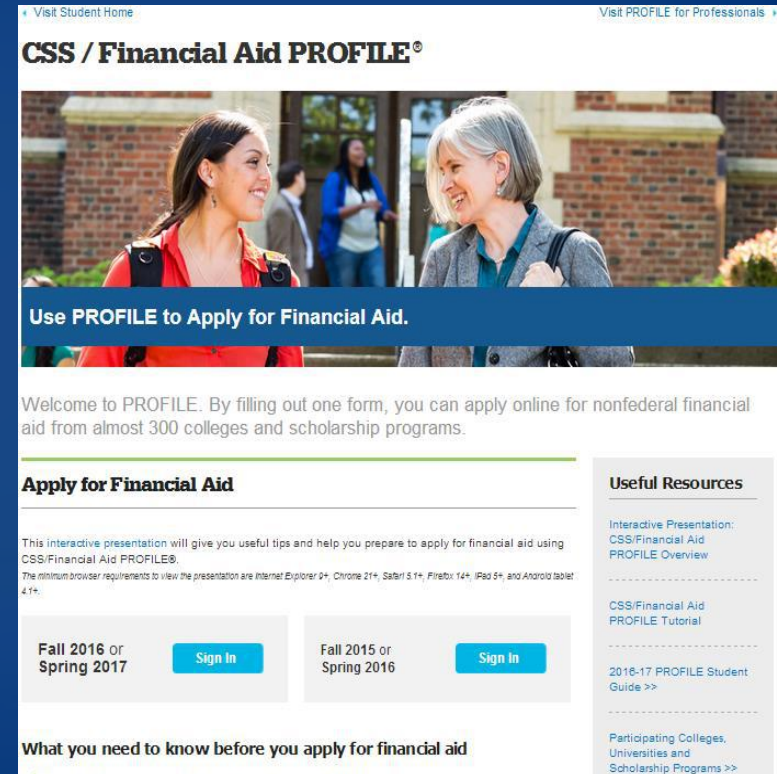 Visit Student Home
Visit PROFILE for Professionals
CSS / Financial Aid PROFILE®
Use PROFILE to Apply for Financial Aid.
Welcome to PROFILE. By filling out one form, you can apply online for nonfederal financial
aid from almost 300 colleges and scholarship programs.
Apply for Financial Aid
This interactive presentation will give you useful tips and help you prepare to apply for financial aid using
CSS/Financial Aid PROFILE®.
The minimum browser requirements to view the presentation are Internet Explorer 9+, Chrome 21+, Safari 5.1+, Firefox 14+, iPad 5+, and Android tablet
4.1+.
Fall 2016 or
Spring 2017
Sign In
Fall 2015 or
Spring 2016
Sign In
What you need to know before you apply for financial aid
Useful Resources
Interactive Presentation:
CSS/Financial Aid
PROFILE Overview
CSS/Financial Aid
PROFILE Tutorial
2016-17 PROFILE Student
Guide >>
Participating Colleges,
Universities and
Scholarship Programs >>